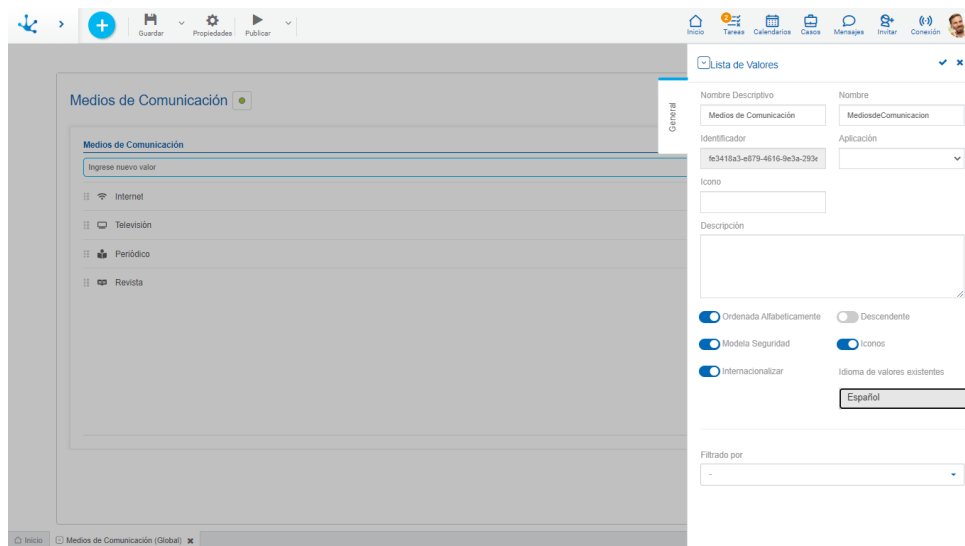 Guardar
Propiedades
Publicar
Inicio
2
Tareas
Calendarios
Casos
Mensajes
Invitar
Conexión
Medios de Comunicación
Medios de Comunicación
Ingrese nuevo valor
Internet
Televisión
Periódico
Revista
General
Lista de Valores
Nombre Descriptivo
Nombre
Medios de Comunicación
MediosdeComunicacion
Identificador
Aplicación
fe3418a3-e879-4616-9e3a-293e
Icono
Descripción
Ordenada Alfabeticamente
Descendente
Modela Seguridad
Iconos
Internacionalizar
Idioma de valores existentes
Español
Filtrado por
-
Inicio
Medios de Comunicación (Global)